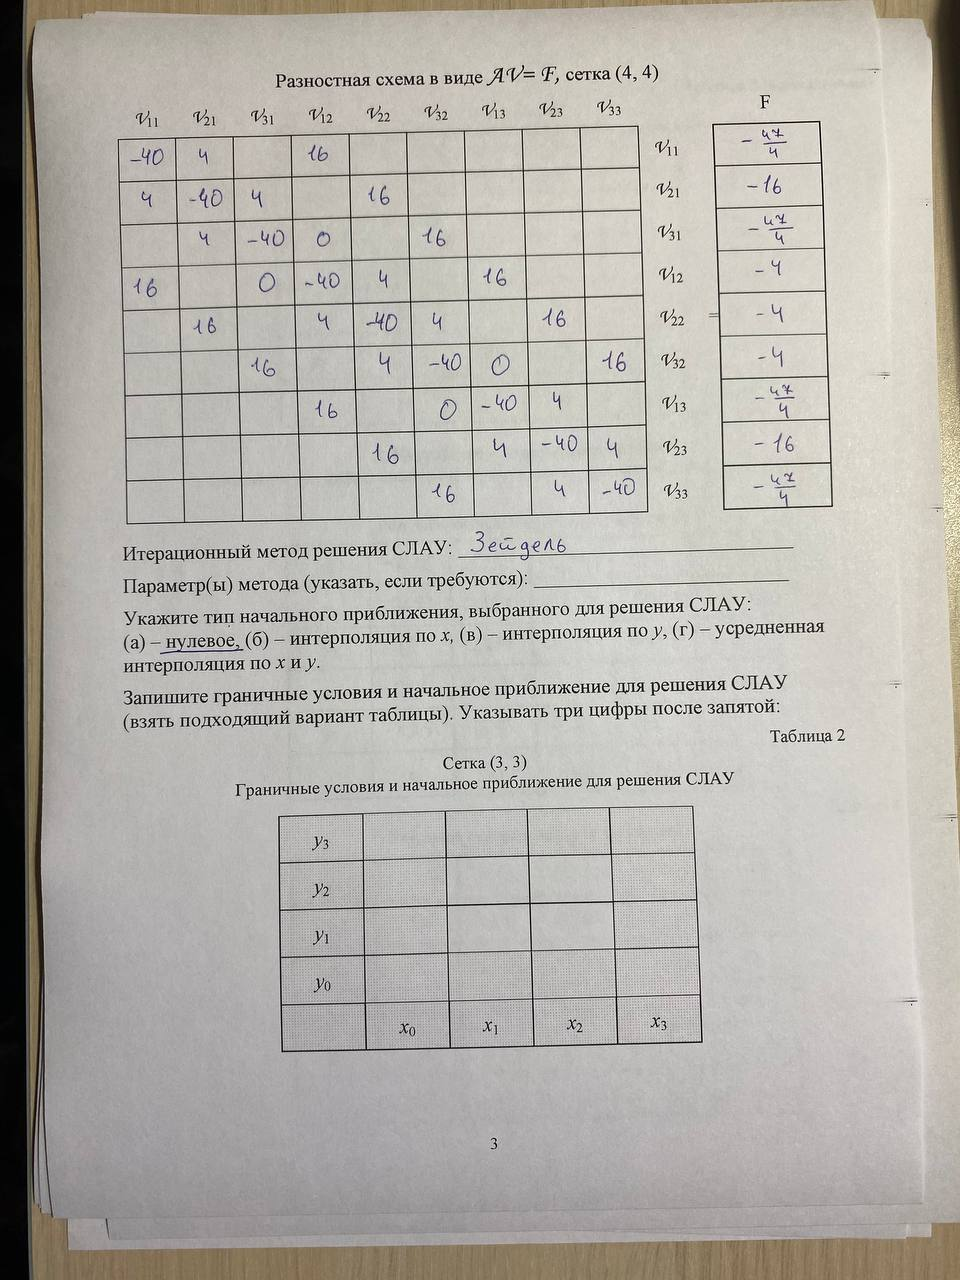 Разностная схема в виде AV= F, сетка (4, 4)
V11 V21 V31 V12 V22 V32 V13 V23 V33 F
-40 4 16 V11 -47/4
4 -40 4 16 V21 -16
4 -40 0 16 V31 -47/4
16 0 -40 4 16 V12 -4
16 4 -40 4 16 V22 = -4
16 4 -40 0 16 V32 -4
16 0 -40 4 V13 -47/4
16 4 -40 4 V23 -16
16 4 -40 V33 -47/4
Итерационный метод решения СЛАУ: Зейдель
Параметр(ы) метода (указать, если требуются):
Укажите тип начального приближения, выбранного для решения СЛАУ:
(а) – нулевое, (б) – интерполяция по x, (в) – интерполяция по y, (г) – усредненная
интерполяция по x и y.
Запишите граничные условия и начальное приближение для решения СЛАУ
(взять подходящий вариант таблицы). Указывать три цифры после запятой:
Таблица 2
Сетка (3, 3)
Граничные условия и начальное приближение для решения СЛАУ
y3
y2
y1
y0
x0 x1 x2 x3
3